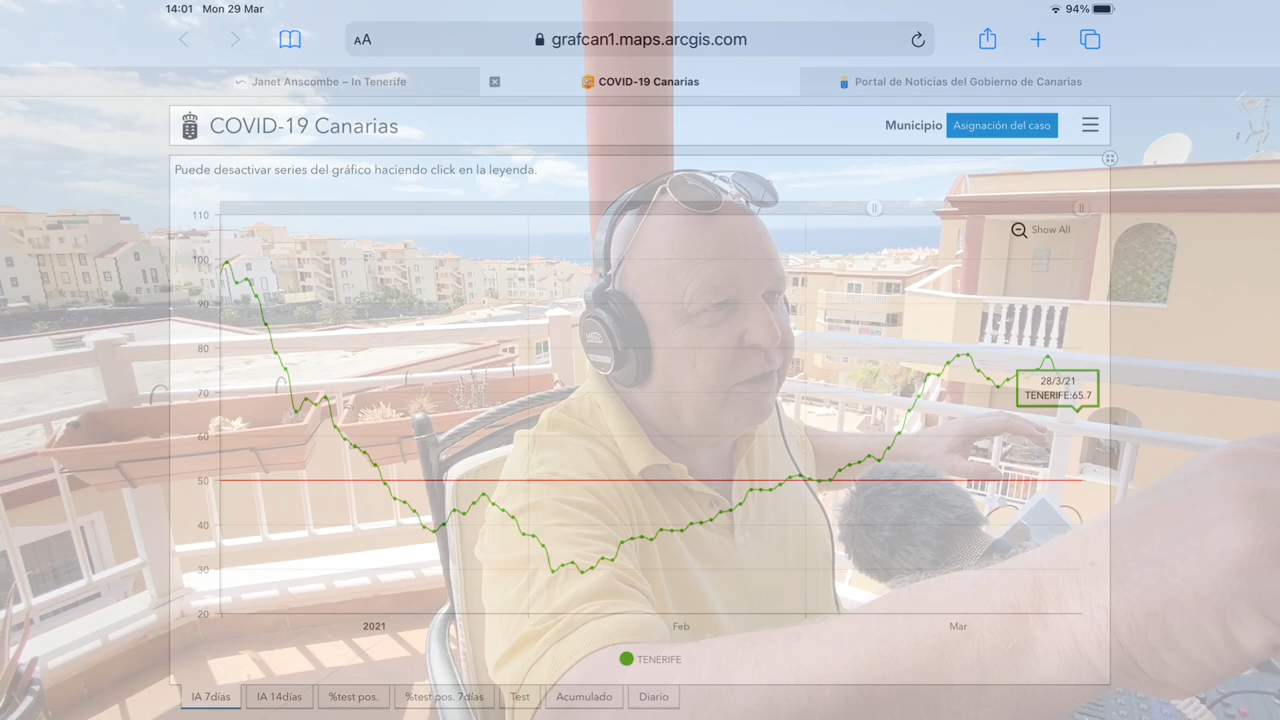 14:01 Mon 29 Mar
94%
AA
grafcan1.maps.arcgis.com
Janet Anscombe – In Tenerife
COVID-19 Canarias
Portal de Noticias del Gobierno de Canarias
COVID-19 Canarias
Municipio
Asignación del caso
Puede desactivar series del gráfico haciendo click en la leyenda.
110
Show All
100
90
80
70
28/3/21
TENERIFE:65.7
60
50
40
30
20
2021
Feb
Mar
TENERIFE
IA 7días
IA 14días
%test pos.
%test pos. 7días
Test
Acumulado
Diario